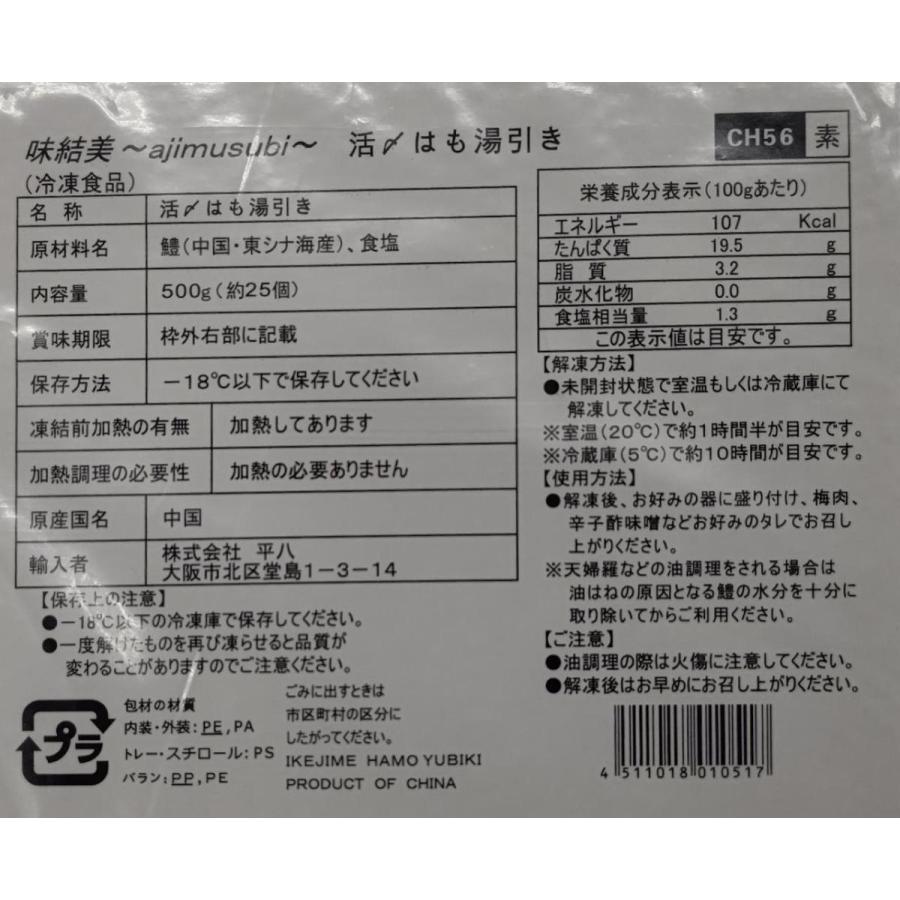 味結美 ～ajimusubi～ 活〆はも湯引き
CH56 素
(冷凍食品)
名 称 活〆はも湯引き
原材料名 鱧(中国・東シナ海産)、食塩
内容量 500g(約25個)
賞味期限 枠外右部に記載
保存方法 －18℃以下で保存してください
凍結前加熱の有無 加熱してあります
加熱調理の必要性 加熱の必要ありません
原産国名 中国
輸入者 株式会社 平八
大阪市北区堂島1－3－14
【保存上の注意】
●－18℃以下の冷凍庫で保存してください。
●一度解けたものを再び凍らせると品質が
変わることがありますのでご注意ください。
プラ
包材の材質
内装・外装:PE,PA
トレー・スチロール:PS
バラン:PP,PE
ごみに出すときは
市区町村の区分に
したがってください。
IKEJIME HAMO YUBIKI
PRODUCT OF CHINA
栄養成分表示(100gあたり)
エネルギー 107 Kcal
たんぱく質 19.5 g
脂 質 3.2 g
炭水化物 0.0 g
食塩相当量 1.3 g
この表示値は目安です。
【解凍方法】
●未開封状態で室温もしくは冷蔵庫にて
解凍してください。
※室温(20℃)で約1時間半が目安です。
※冷蔵庫(5℃)で約10時間が目安です。
【使用方法】
●解凍後、お好みの器に盛り付け、梅肉、
辛子酢味噌などお好みのタレでお召し
上がりください。
※天婦羅などの油調理をされる場合は
油はねの原因となる鱧の水分を十分に
取り除いてからご利用ください。
【ご注意】
●油調理の際は火傷に注意してください。
●解凍後はお早めにお召し上がりください。
4 511018 010517